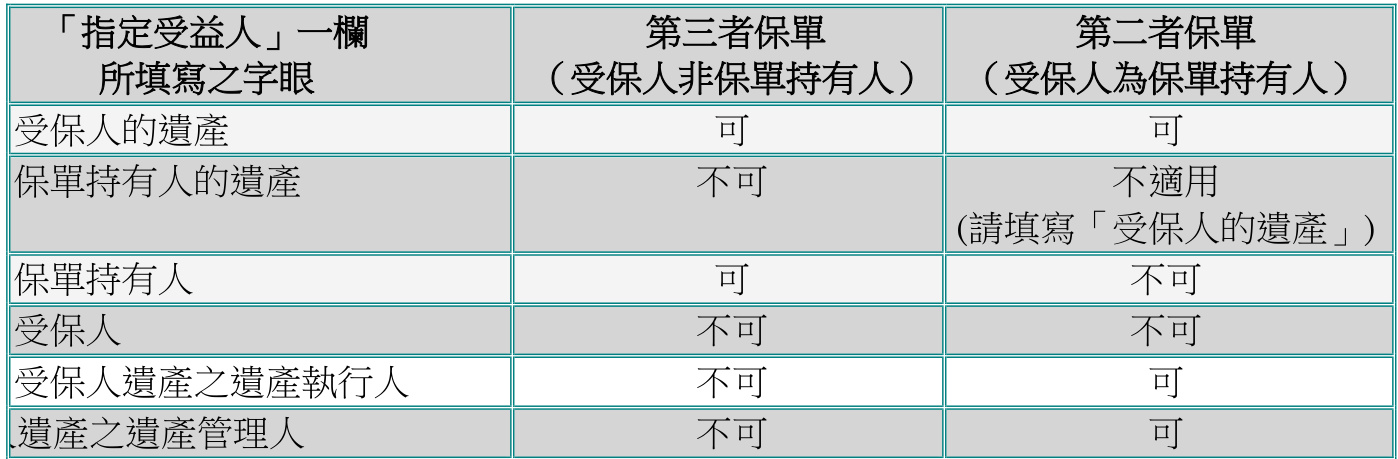 「指定受益人」一欄
所填寫之字眼
第三者保單
（受保人非保單持有人）
第二者保單
（受保人為保單持有人）
受保人的遺產
可
可
保單持有人的遺產
不可
不適用
(請填寫「受保人的遺產」)
保單持有人
可
不可
受保人
不可
不可
受保人遺產之遺產執行人
不可
可
遺產之遺產管理人
不可
可